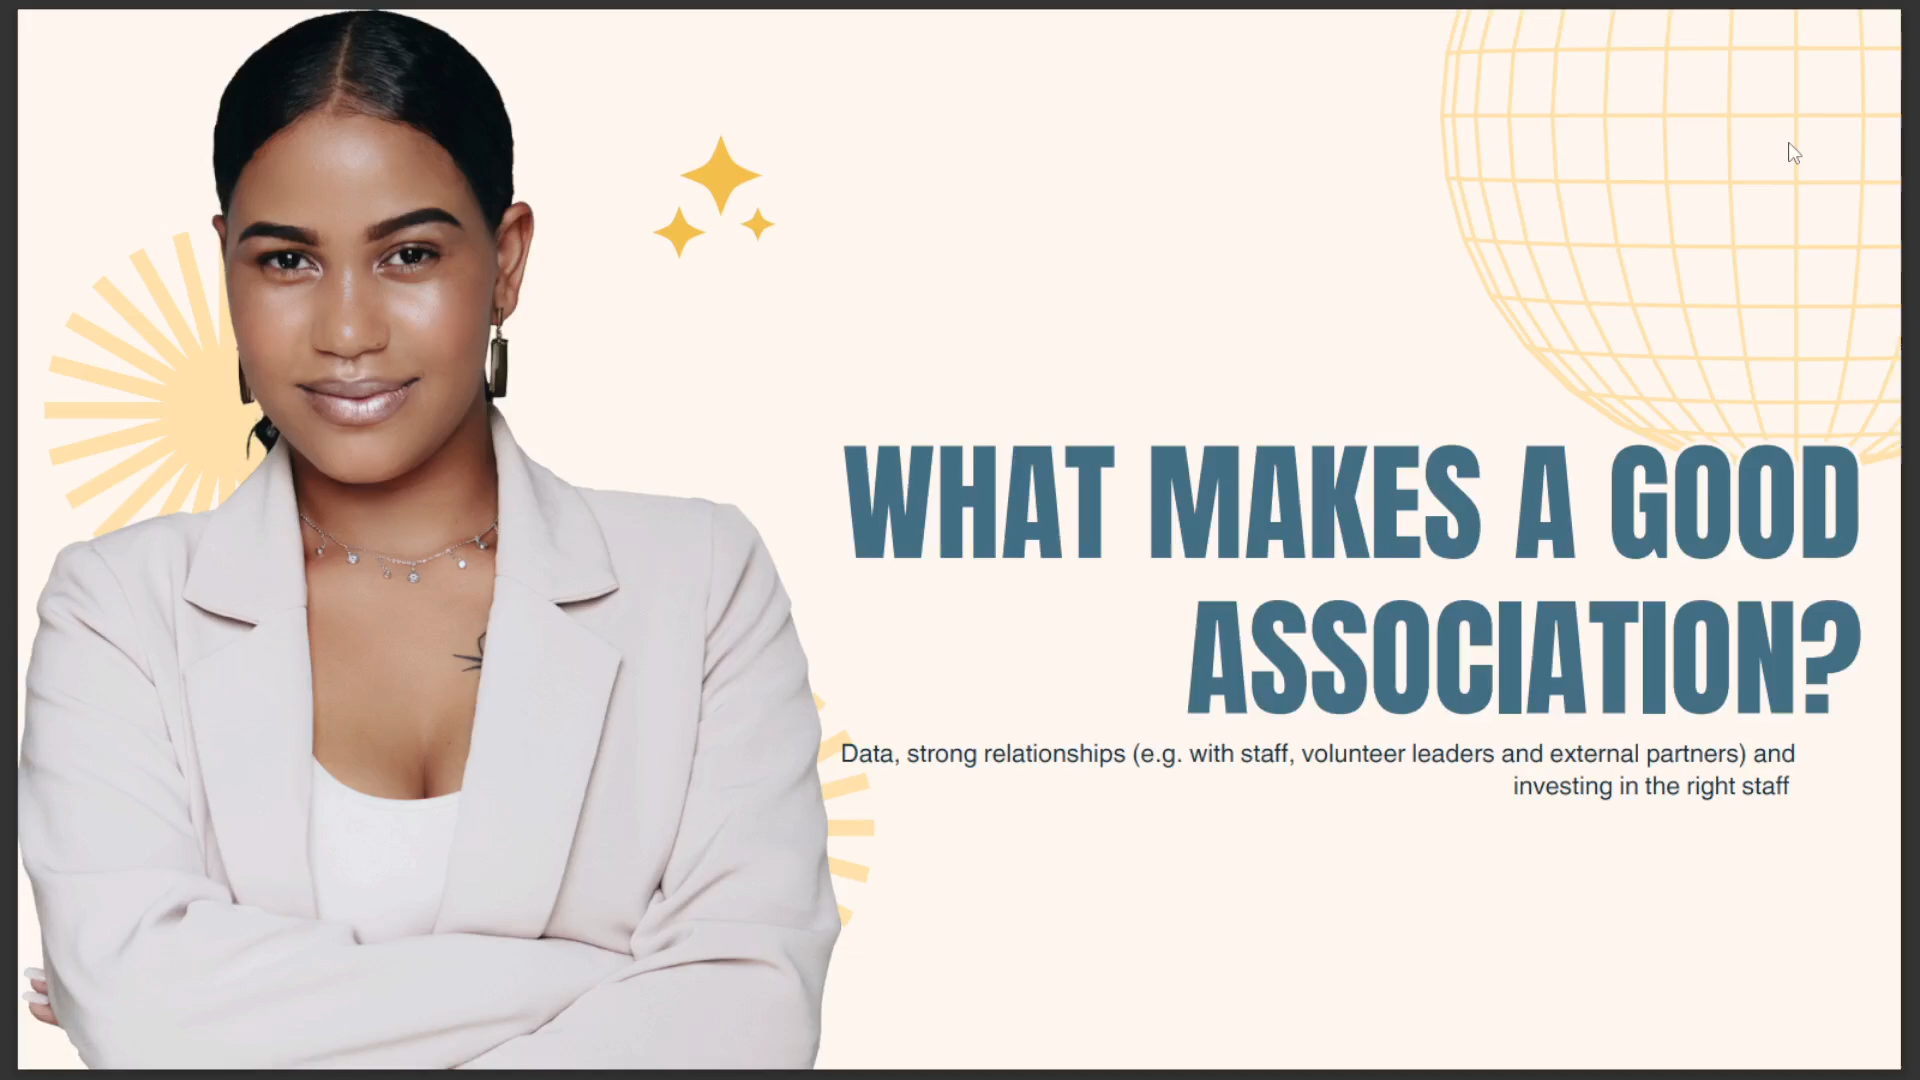 WHAT MAKES A GOOD
ASSOCIATION?
Data, strong relationships (e.g. with staff, volunteer leaders and external partners) and
investing in the right staff